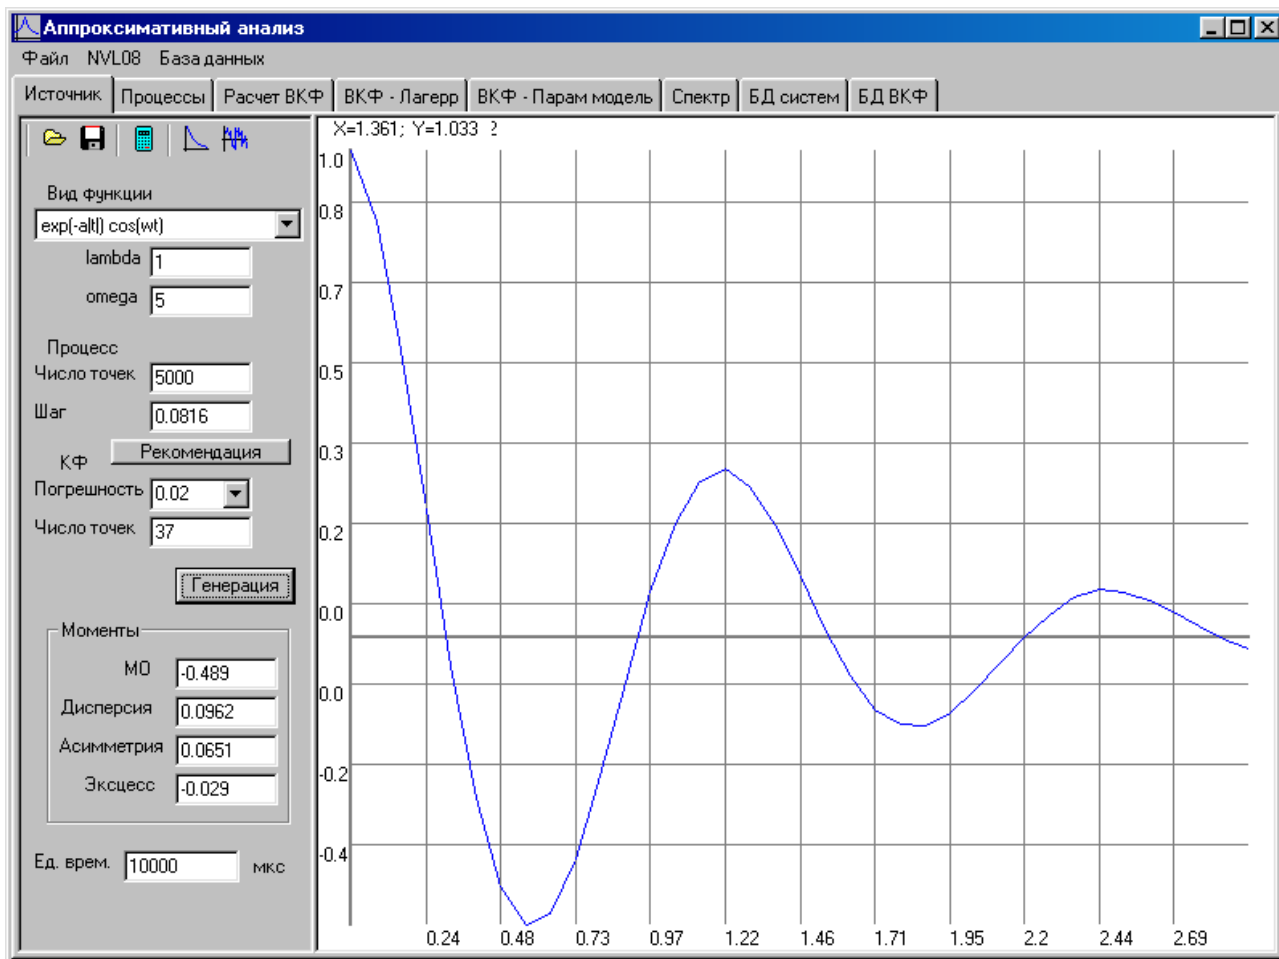 Аппроксимативный анализ
Файл NVL08 База данных
Источник Процессы Расчет ВКФ ВКФ - Лагерр ВКФ - Парам модель Спектр БД систем БД ВКФ
X=1.361; Y=1.033 2
Вид функции
exp(-a|t|) cos(wt)
lambda 1
omega 5
Процесс
Число точек 5000
Шаг 0.0816
Рекомендация
КФ
Погрешность 0.02
Число точек 37
Генерация
Моменты
МО -0.489
Дисперсия 0.0962
Асимметрия 0.0651
Эксцесс -0.029
Ед. врем. 10000 мкс
1.0
0.8
0.7
0.5
0.3
0.2
0.0
0.0
-0.2
-0.4
0.24 0.48 0.73 0.97 1.22 1.46 1.71 1.95 2.2 2.44 2.69